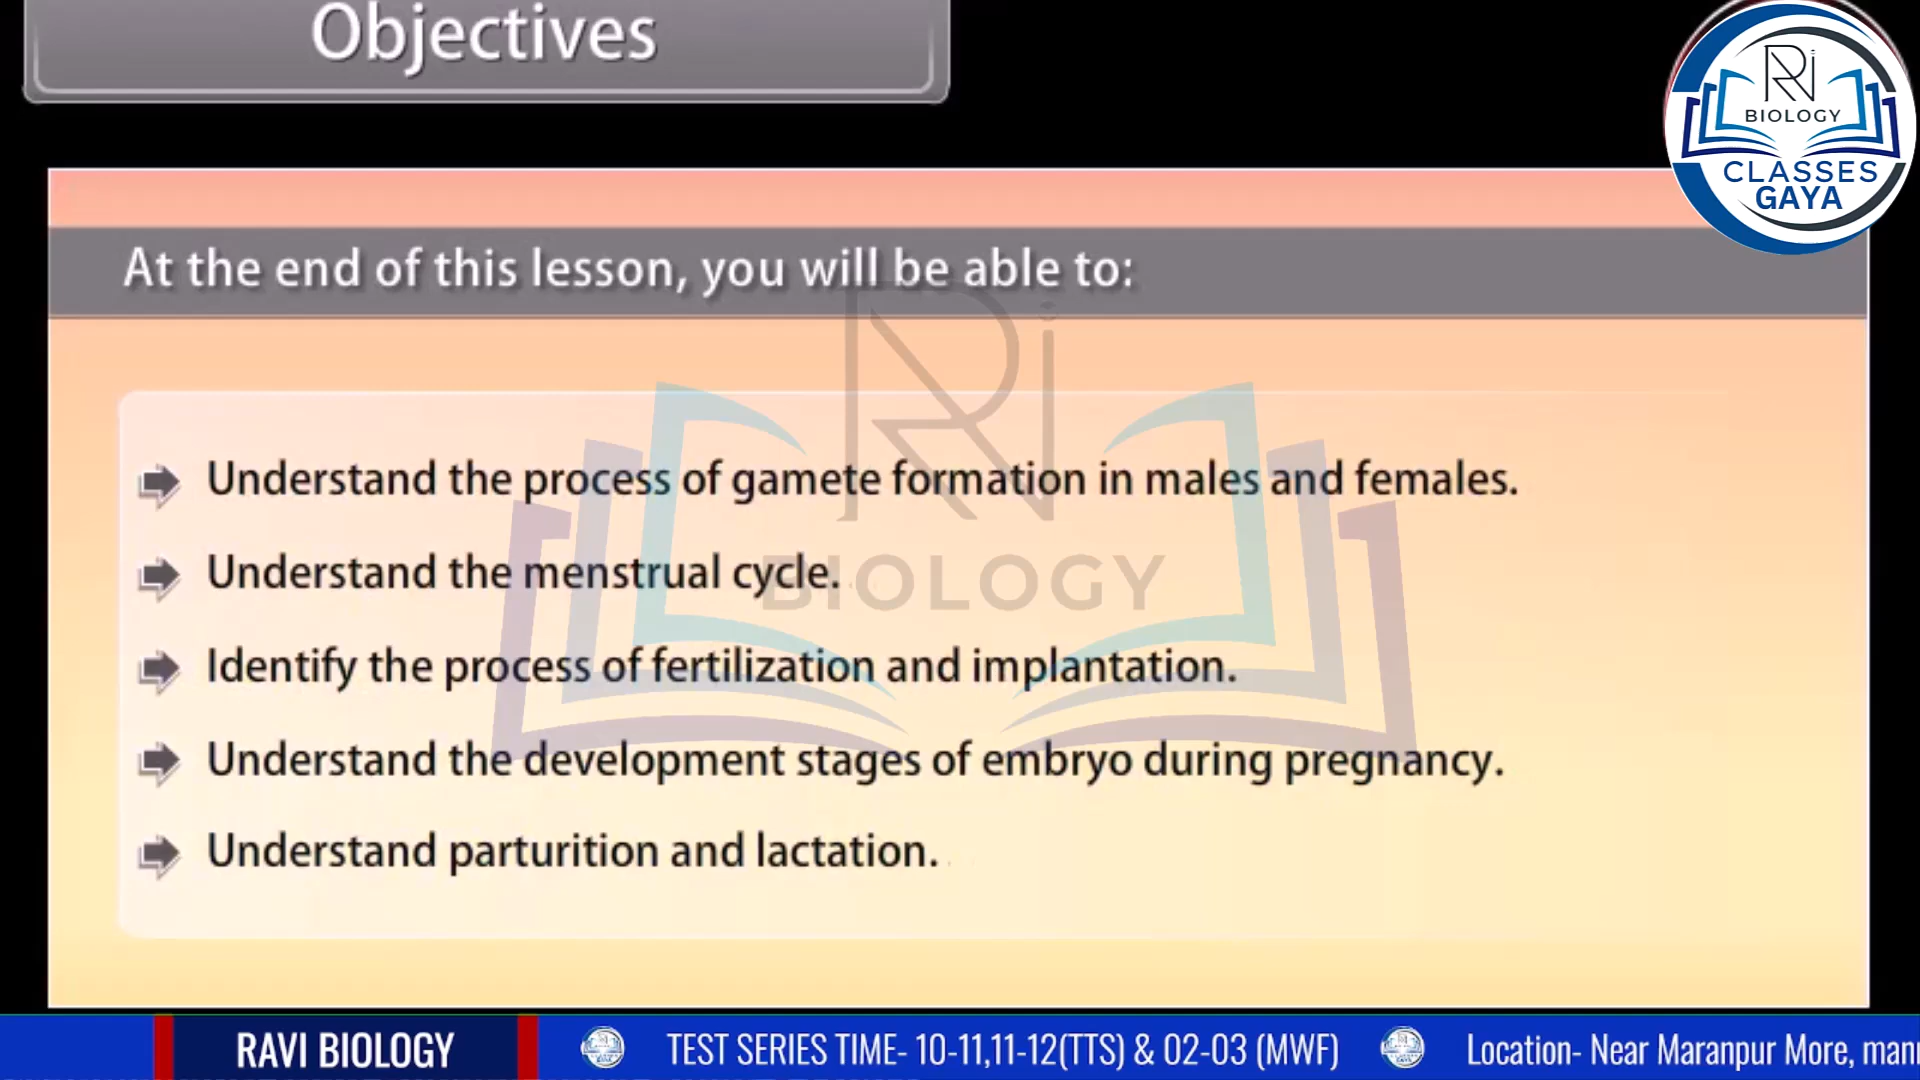 Objectives
Ri
BIOLOGY
CLASSES
GAYA
At the end of this lesson, you will be able to:
Understand the process of gamete formation in males and females.
Understand the menstrual cycle.
Identify the process of fertilization and implantation.
Understand the development stages of embryo during pregnancy.
Understand parturition and lactation.
Ri
BIOLOGY
RAVI BIOLOGY
TEST SERIES TIME- 10-11,11-12(TTS) & 02-03 (MWF)
Location- Near Maranpur More,